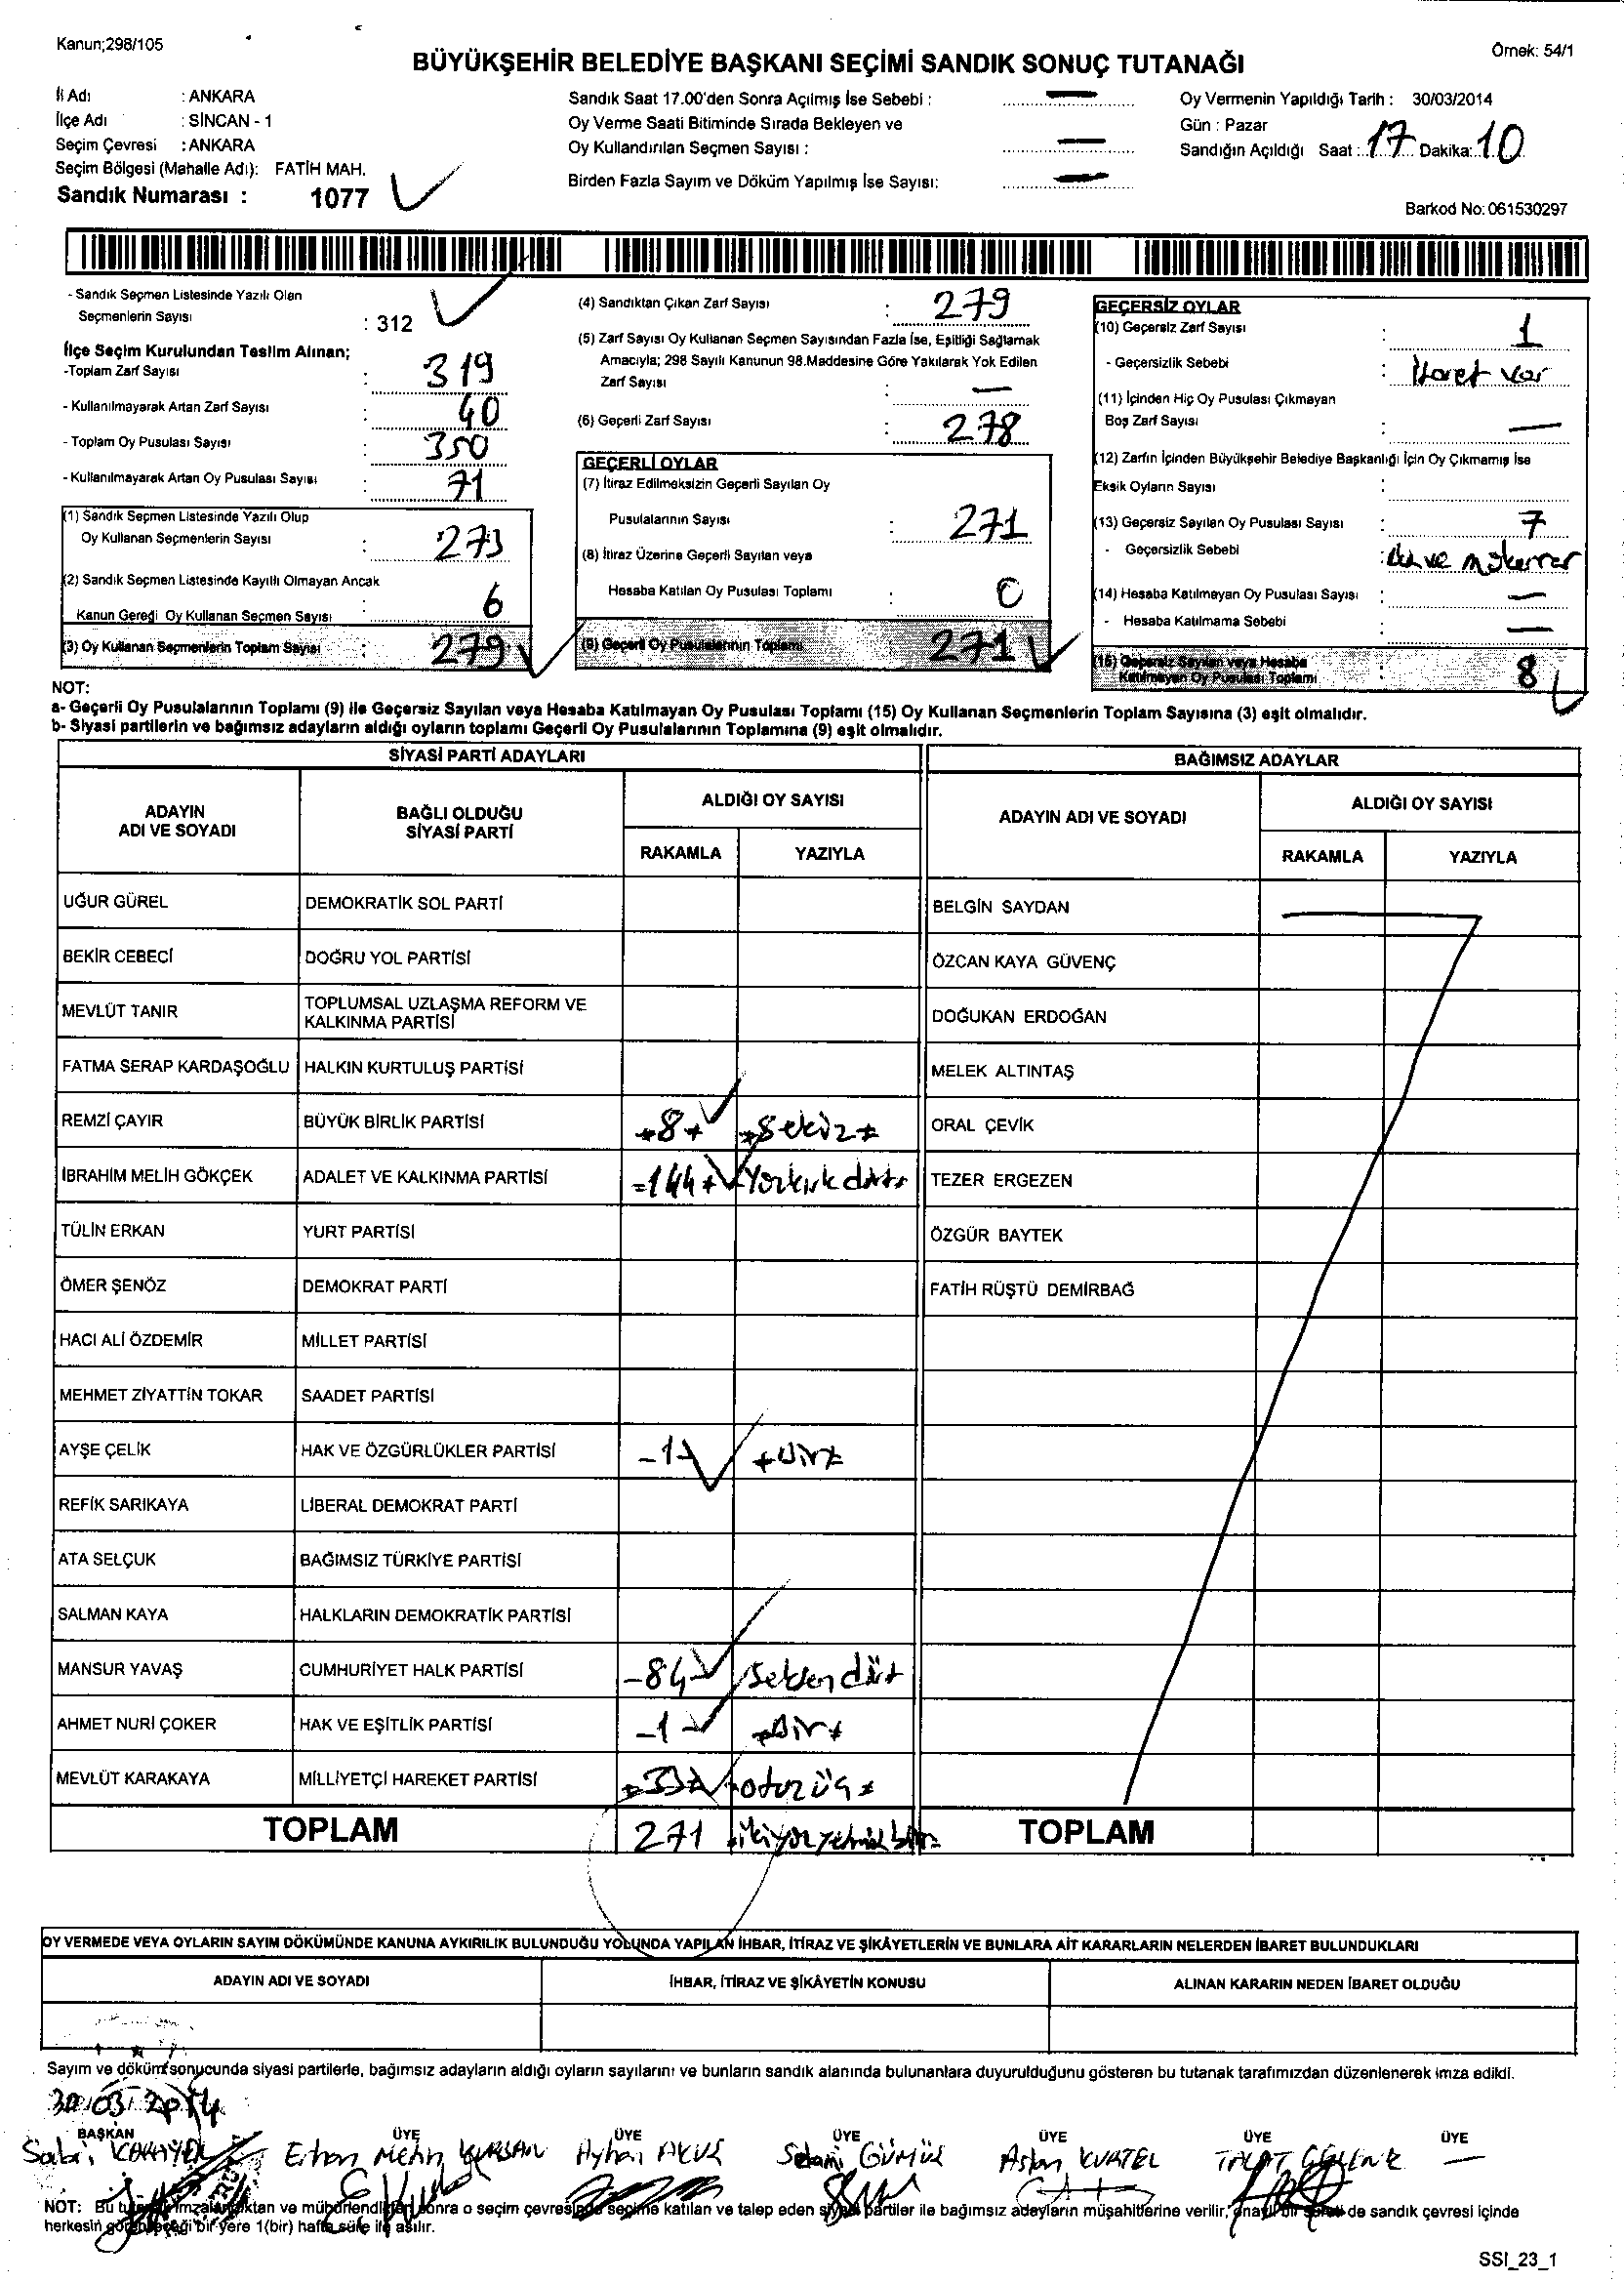 Kanun;298/105
Örnek: 54/1
BÜYÜKŞEHİR BELEDİYE BAŞKANI SEÇİMİ SANDIK SONUÇ TUTANAĞI
İl Adı : ANKARA
İlçe Adı : SİNCAN - 1
Seçim Çevresi : ANKARA
Seçim Bölgesi (Mahalle Adı): FATİH MAH.
Sandık Numarası : 1077
Sandık Saat 17.00'den Sonra Açılmış İse Sebebi : —
Oy Verme Saati Bitiminde Sırada Bekleyen ve
Oy Kullandırılan Seçmen Sayısı : —
Birden Fazla Sayım ve Döküm Yapılmış İse Sayısı: —
Oy Vermenin Yapıldığı Tarih : 30/03/2014
Gün : Pazar
Sandığın Açıldığı Saat : 17 Dakika: 10
Barkod No: 061530297
- Sandık Seçmen Listesinde Yazılı Olan
Seçmenlerin Sayısı : 312
İlçe Seçim Kurulundan Teslim Alınan;
-Toplam Zarf Sayısı : 319
- Kullanılmayarak Artan Zarf Sayısı : 40
- Toplam Oy Pusulası Sayısı : 350
- Kullanılmayarak Artan Oy Pusulası Sayısı : 71
(1) Sandık Seçmen Listesinde Yazılı Olup
Oy Kullanan Seçmenlerin Sayısı : 273
(2) Sandık Seçmen Listesinde Kayıtlı Olmayan Ancak
Kanun Gereği Oy Kullanan Seçmen Sayısı : 6
(3) Oy Kullanan Seçmenlerin Toplam Sayısı : 279
(4) Sandıktan Çıkan Zarf Sayısı : 279
(5) Zarf Sayısı Oy Kullanan Seçmen Sayısından Fazla İse, Eşitliği Sağlamak
Amacıyla; 298 Sayılı Kanunun 98.Maddesine Göre Yakılarak Yok Edilen
Zarf Sayısı : —
(6) Geçerli Zarf Sayısı : 278
GEÇERLİ OYLAR
(7) İtiraz Edilmeksizin Geçerli Sayılan Oy
Pusulalarının Sayısı : 271
(8) İtiraz Üzerine Geçerli Sayılan veya
Hesaba Katılan Oy Pusulası Toplamı : 0
(9) Geçerli Oy Pusulalarının Toplamı 271
GEÇERSİZ OYLAR
(10) Geçersiz Zarf Sayısı : 1
- Geçersizlik Sebebi : İşaret var
(11) İçinden Hiç Oy Pusulası Çıkmayan
Boş Zarf Sayısı : —
(12) Zarfın İçinden Büyükşehir Belediye Başkanlığı İçin Oy Çıkmamış İse
Eksik Oyların Sayısı :
(13) Geçersiz Sayılan Oy Pusulası Sayısı : 7
- Geçersizlik Sebebi : ve mükerrer
(14) Hesaba Katılmayan Oy Pusulası Sayısı : —
- Hesaba Katılmama Sebebi : —
(15) Geçersiz Sayılan veya Hesaba
Katılmayan Oy Pusulası Toplamı : 8
NOT:
a- Geçerli Oy Pusulalarının Toplamı (9) ile Geçersiz Sayılan veya Hesaba Katılmayan Oy Pusulası Toplamı (15) Oy Kullanan Seçmenlerin Toplam Sayısına (3) eşit olmalıdır.
b- Siyasi partilerin ve bağımsız adayların aldığı oyların toplamı Geçerli Oy Pusulalarının Toplamına (9) eşit olmalıdır.
SİYASİ PARTİ ADAYLARI
ADAYIN ADI VE SOYADI
BAĞLI OLDUĞU SİYASİ PARTİ
ALDIĞI OY SAYISI
RAKAMLA YAZIYLA
UĞUR GÜREL DEMOKRATİK SOL PARTİ
BEKİR CEBECİ DOĞRU YOL PARTİSİ
MEVLÜT TANIR TOPLUMSAL UZLAŞMA REFORM VE KALKINMA PARTİSİ
FATMA SERAP KARDAŞOĞLU HALKIN KURTULUŞ PARTİSİ
REMZİ ÇAYIR BÜYÜK BİRLİK PARTİSİ 8 sekiz
İBRAHİM MELİH GÖKÇEK ADALET VE KALKINMA PARTİSİ 144 Yüzkırkdört
TÜLİN ERKAN YURT PARTİSİ
ÖMER ŞENÖZ DEMOKRAT PARTİ
HACI ALİ ÖZDEMİR MİLLET PARTİSİ
MEHMET ZİYATTİN TOKAR SAADET PARTİSİ
AYŞE ÇELİK HAK VE ÖZGÜRLÜKLER PARTİSİ 1 bir
REFİK SARIKAYA LİBERAL DEMOKRAT PARTİ
ATA SELÇUK BAĞIMSIZ TÜRKİYE PARTİSİ
SALMAN KAYA HALKLARIN DEMOKRATİK PARTİSİ
MANSUR YAVAŞ CUMHURİYET HALK PARTİSİ 84 seksen dört
AHMET NURİ ÇOKER HAK VE EŞİTLİK PARTİSİ 1 bir
MEVLÜT KARAKAYA MİLLİYETÇİ HAREKET PARTİSİ 33 otuzüç
TOPLAM 271 ikiyüzyetmişbir
BAĞIMSIZ ADAYLAR
ADAYIN ADI VE SOYADI
ALDIĞI OY SAYISI
RAKAMLA YAZIYLA
BELGİN SAYDAN
ÖZCAN KAYA GÜVENÇ
DOĞUKAN ERDOĞAN
MELEK ALTINTAŞ
ORAL ÇEVİK
TEZER ERGEZEN
ÖZGÜR BAYTEK
FATİH RÜŞTÜ DEMİRBAĞ
TOPLAM
OY VERMEDE VEYA OYLARIN SAYIM DÖKÜMÜNDE KANUNA AYKIRILIK BULUNDUĞU YOLUNDA YAPILAN İHBAR, İTİRAZ VE ŞİKÂYETLERİN VE BUNLARA AİT KARARLARIN NELERDEN İBARET BULUNDUKLARI
ADAYIN ADI VE SOYADI İHBAR, İTİRAZ VE ŞİKÂYETİN KONUSU ALINAN KARARIN NEDEN İBARET OLDUĞU
Sayım ve döküm sonucunda siyasi partilerle, bağımsız adayların aldığı oyların sayılarını ve bunların sandık alanında bulunanlara duyurulduğunu gösteren bu tutanak tarafımızdan düzenlenerek imza edildi.
30.03.2014
BAŞKAN ÜYE ÜYE ÜYE ÜYE ÜYE ÜYE
Erhan Metin Ayhan Selami GÜMÜŞ Aslan —
NOT: Bu tutanak imzalandıktan ve mühürlendikten sonra o seçim çevresinde seçime katılan ve talep eden siyasi partiler ile bağımsız adayların müşahitlerine verilir, onaylı bir sureti de sandık çevresi içinde
herkesin görebileceği bir yere 1(bir) hafta süre ile asılır.
SSI_23_1